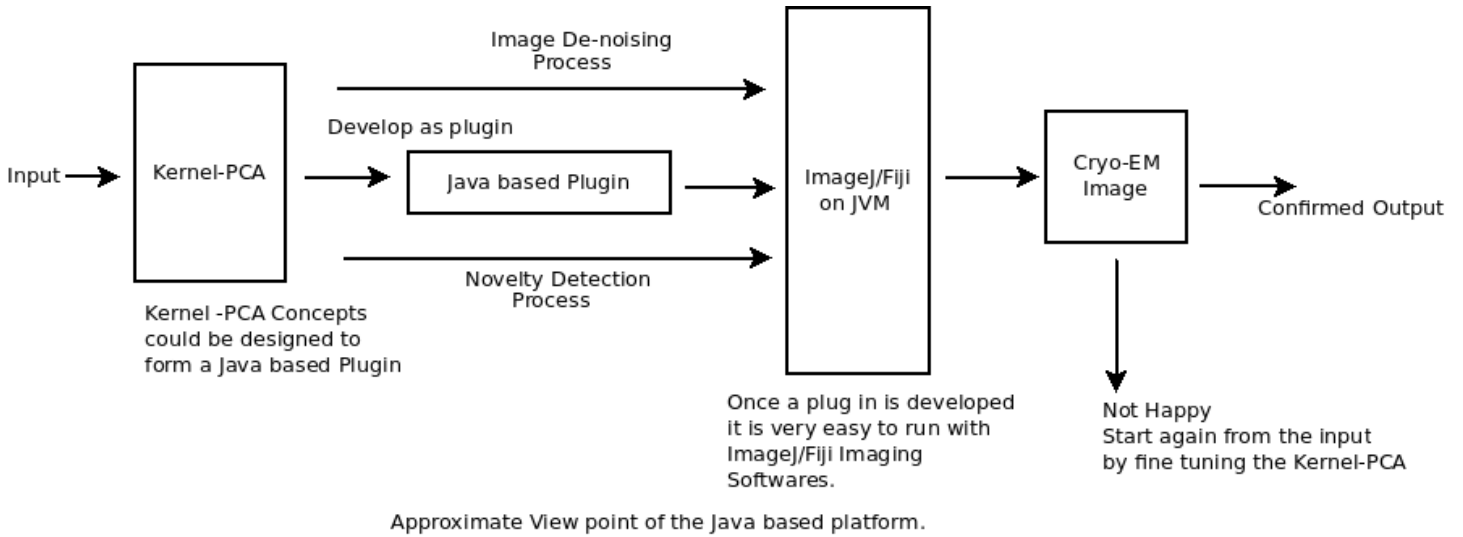 Image De-noising
Process
Develop as plugin
Input
Kernel-PCA
Java based Plugin
ImageJ/Fiji
on JVM
Cryo-EM
Image
Confirmed Output
Novelty Detection
Process
Kernel -PCA Concepts
could be designed to
form a Java based Plugin
Once a plug in is developed
it is very easy to run with
ImageJ/Fiji Imaging
Softwares.
Not Happy
Start again from the input
by fine tuning the Kernel-PCA
Approximate View point of the Java based platform.